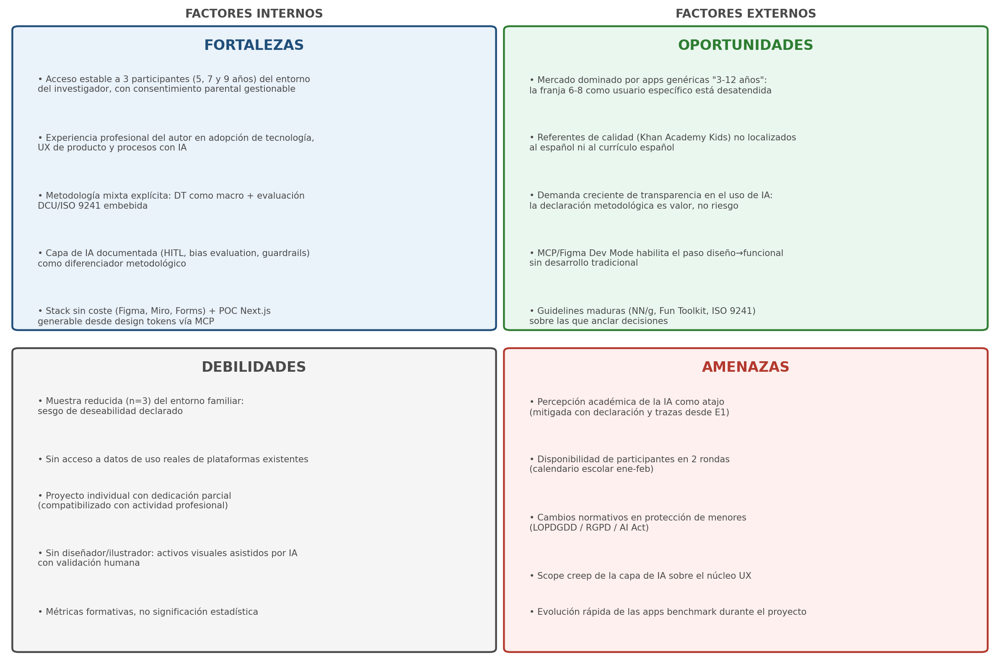 FACTORES INTERNOS
FACTORES EXTERNOS
FORTALEZAS
• Acceso estable a 3 participantes (5, 7 y 9 años) del entorno
del investigador, con consentimiento parental gestionable
• Experiencia profesional del autor en adopción de tecnología,
UX de producto y procesos con IA
• Metodología mixta explícita: DT como macro + evaluación
DCU/ISO 9241 embebida
• Capa de IA documentada (HITL, bias evaluation, guardrails)
como diferenciador metodológico
• Stack sin coste (Figma, Miro, Forms) + POC Next.js
generable desde design tokens vía MCP
OPORTUNIDADES
• Mercado dominado por apps genéricas "3-12 años":
la franja 6-8 como usuario específico está desatendida
• Referentes de calidad (Khan Academy Kids) no localizados
al español ni al currículo español
• Demanda creciente de transparencia en el uso de IA:
la declaración metodológica es valor, no riesgo
• MCP/Figma Dev Mode habilita el paso diseño→funcional
sin desarrollo tradicional
• Guidelines maduras (NN/g, Fun Toolkit, ISO 9241)
sobre las que anclar decisiones
DEBILIDADES
• Muestra reducida (n=3) del entorno familiar:
sesgo de deseabilidad declarado
• Sin acceso a datos de uso reales de plataformas existentes
• Proyecto individual con dedicación parcial
(compatibilizado con actividad profesional)
• Sin diseñador/ilustrador: activos visuales asistidos por IA
con validación humana
• Métricas formativas, no significación estadística
AMENAZAS
• Percepción académica de la IA como atajo
(mitigada con declaración y trazas desde E1)
• Disponibilidad de participantes en 2 rondas
(calendario escolar ene-feb)
• Cambios normativos en protección de menores
(LOPDGDD / RGPD / AI Act)
• Scope creep de la capa de IA sobre el núcleo UX
• Evolución rápida de las apps benchmark durante el proyecto